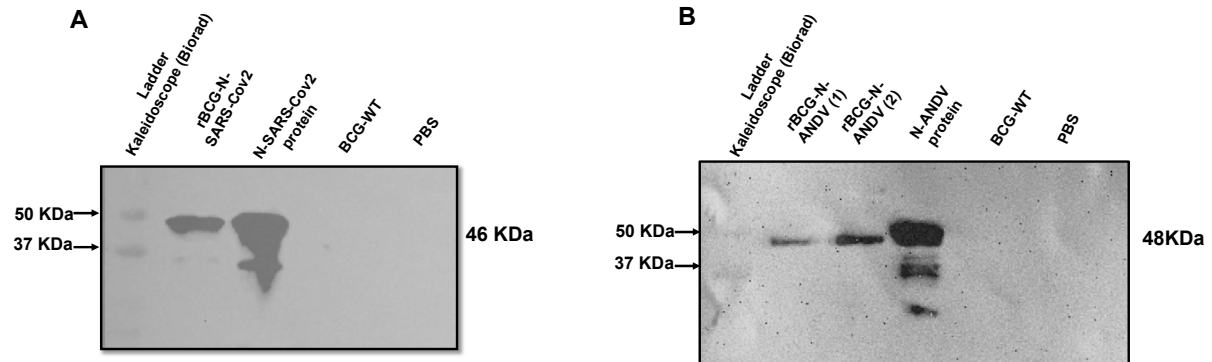 A
Ladder
Kaleidoscope (Biorad)
rBCG-N-
SARS-Cov2
N-SARS-Cov2
protein
BCG-WT
PBS
50 KDa
37 KDa
46 KDa
B
Ladder
Kaleidoscope (Biorad)
rBCG-N-
ANDV (1)
rBCG-N-
ANDV (2)
N-ANDV
protein
BCG-WT
PBS
50 KDa
37 KDa
48KDa